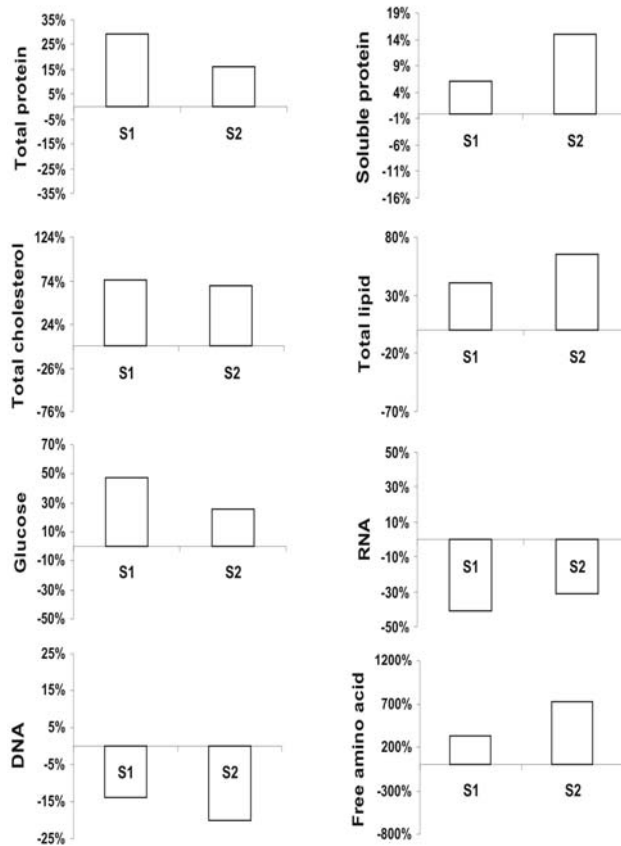 Total protein
35%
25%
15%
5%
-5%
-15%
-25%
-35%
S1
S2
Soluble protein
19%
14%
9%
4%
-1%
-6%
-11%
-16%
S1
S2
Total cholesterol
124%
74%
24%
-26%
-76%
S1
S2
Total lipid
80%
30%
-20%
-70%
S1
S2
Glucose
70%
50%
30%
10%
-10%
-30%
-50%
S1
S2
RNA
50%
30%
10%
-10%
-30%
-50%
S1
S2
DNA
25%
15%
5%
-5%
-15%
-25%
S1
S2
Free amino acid
1200%
700%
200%
-300%
-800%
S1
S2